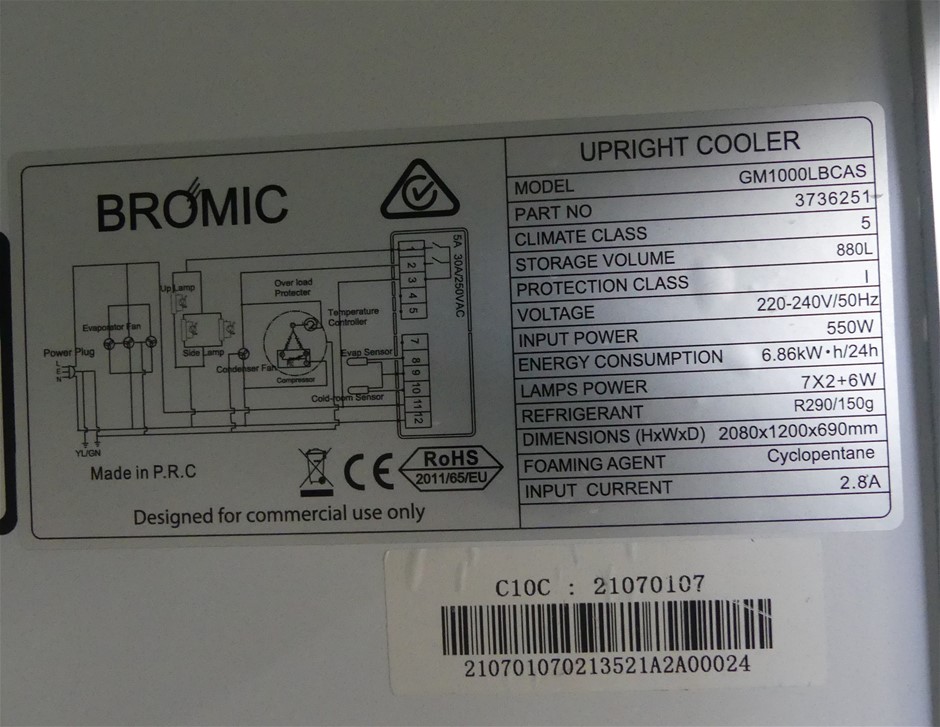 BROMIC
UPRIGHT COOLER
MODEL GM1000LBCAS
PART NO 3736251
CLIMATE CLASS 5
STORAGE VOLUME 880L
PROTECTION CLASS I
VOLTAGE 220-240V/50Hz
INPUT POWER 550W
ENERGY CONSUMPTION 6.86kW·h/24h
LAMPS POWER 7X2+6W
REFRIGERANT R290/150g
DIMENSIONS (HxWxD) 2080x1200x690mm
FOAMING AGENT Cyclopentane
INPUT CURRENT 2.8A
5A 30A/250VAC
1
2
3
4
5
7
8
9
10
11
12
Up Lamp
Over load
Protecter
Temperature
Controller
Evaporator Fan
Side Lamp
Power Plug
L
E
N
Condenser Fan
Compressor
Evap Sensor
Cold-room Sensor
YL/GN
Made in P.R.C
CE
RoHS
2011/65/EU
Designed for commercial use only
C10C : 21070107
210701070213521A2A00024